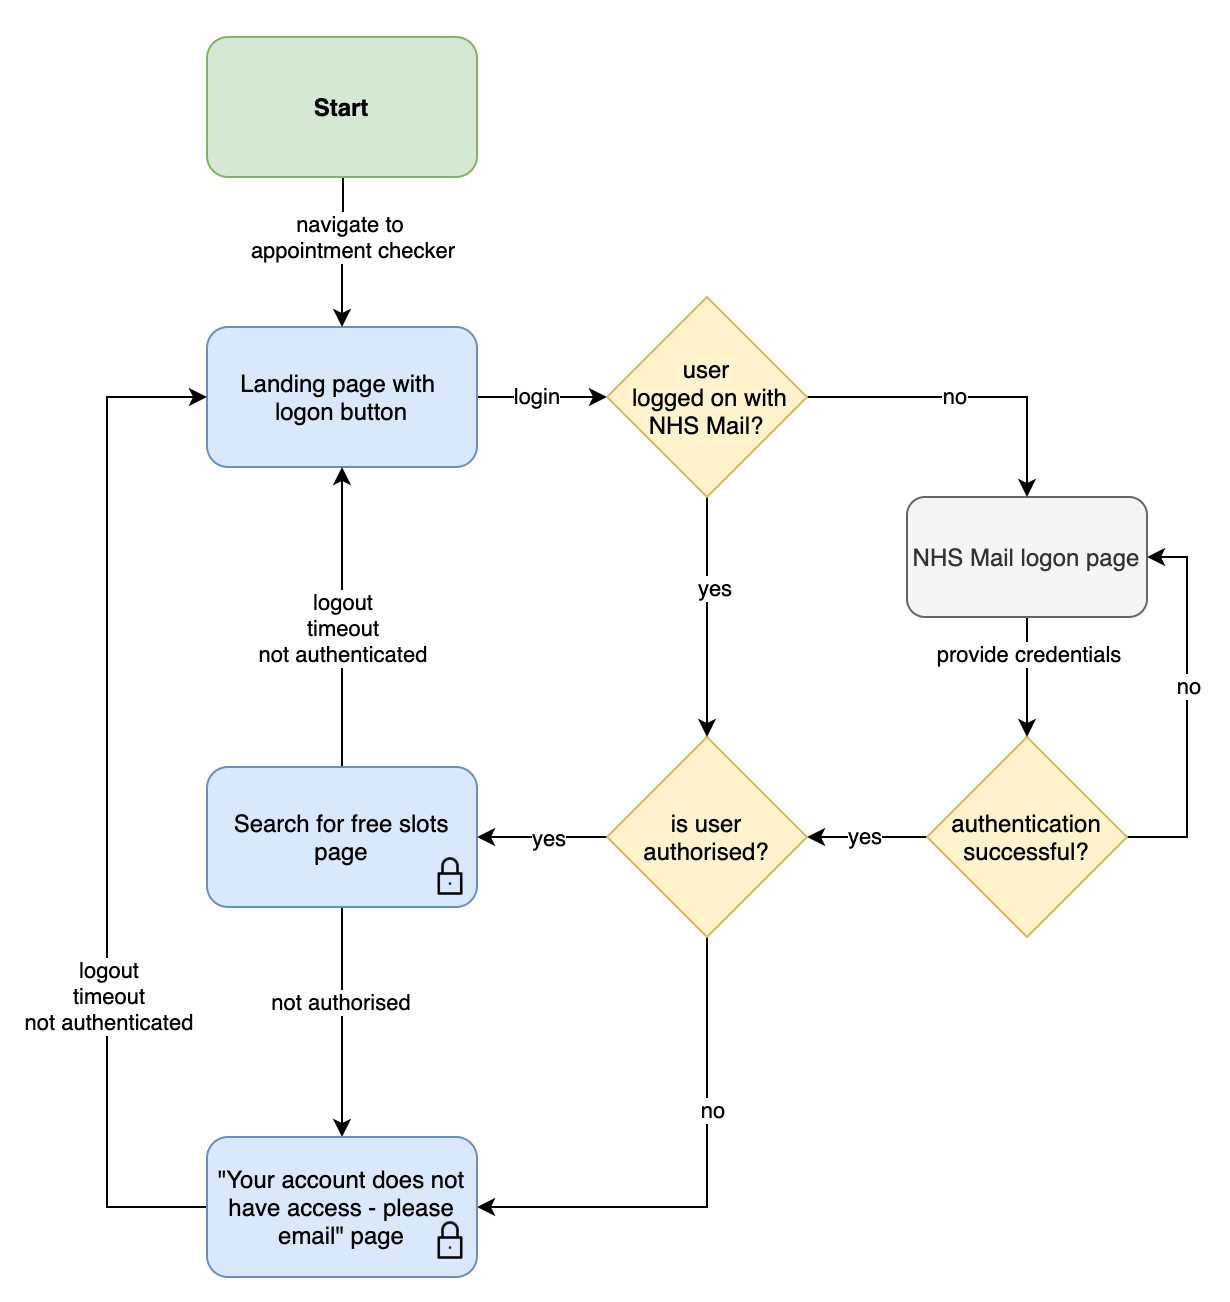 Start
navigate to
appointment checker
Landing page with
logon button
login
user
logged on with
NHS Mail?
no
NHS Mail logon page
yes
logout
timeout
not authenticated
provide credentials
no
Search for free slots
page
yes
is user
authorised?
yes
authentication
successful?
logout
timeout
not authenticated
not authorised
no
"Your account does not
have access - please
email" page